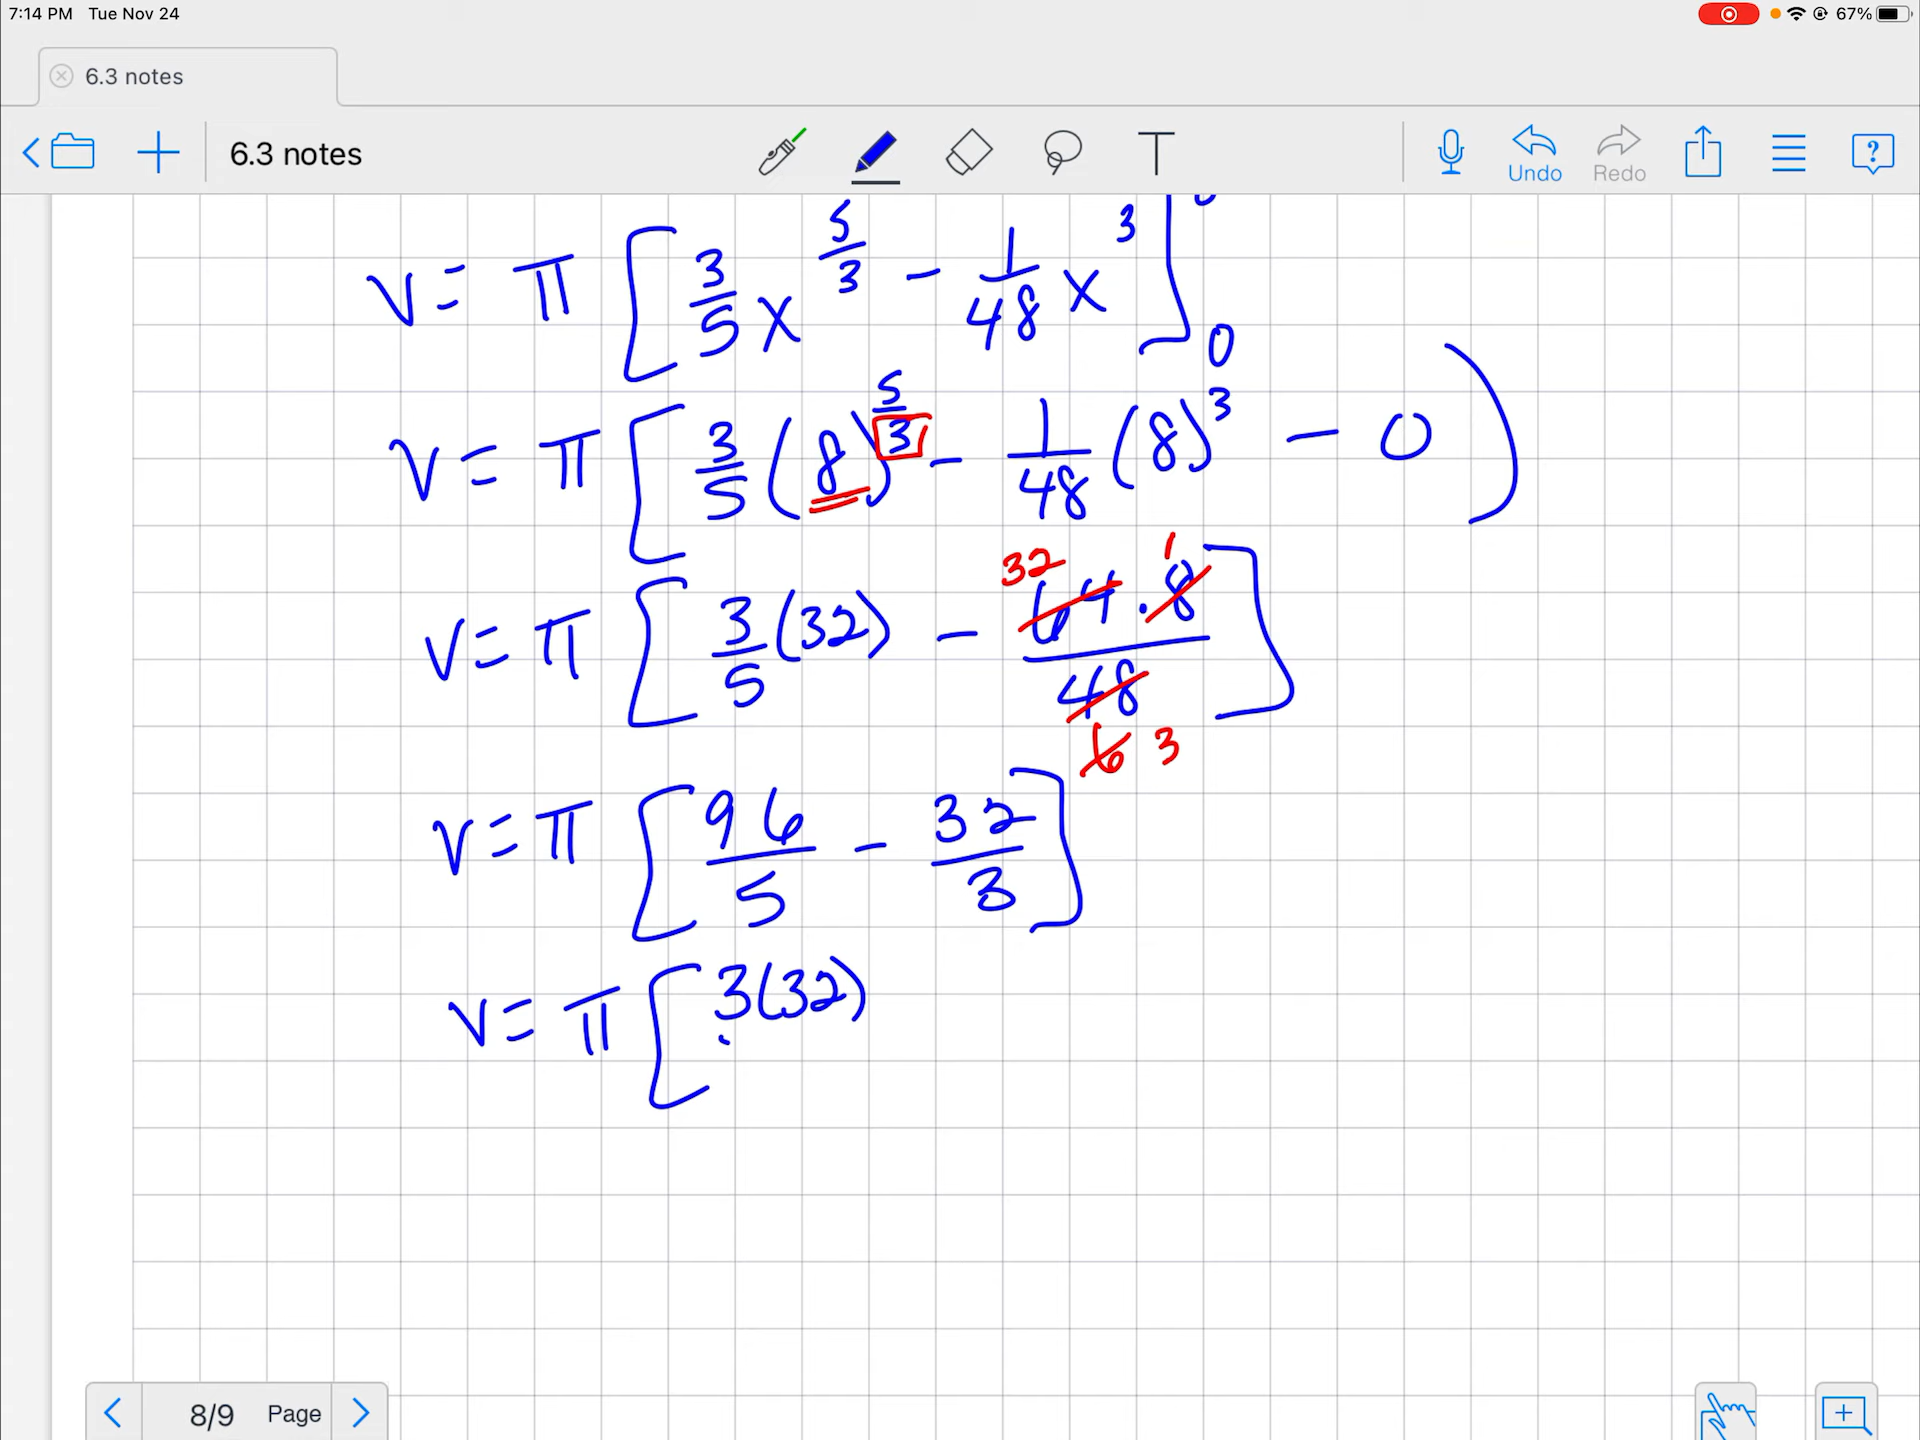 7:14 PM Tue Nov 24 67%
6.3 notes
6.3 notes Undo Redo
V = π [ 3/5 x^(5/3) - 1/48 x^3 ]_0
V = π [ 3/5 (8)^(5/3) - 1/48 (8)^3 - 0 )
32 1
V = π [ 3/5 (32) - 64·8/48 ]
6 3
V = π [ 96/5 - 32/3 ]
V = π [ 3(32)
8/9 Page